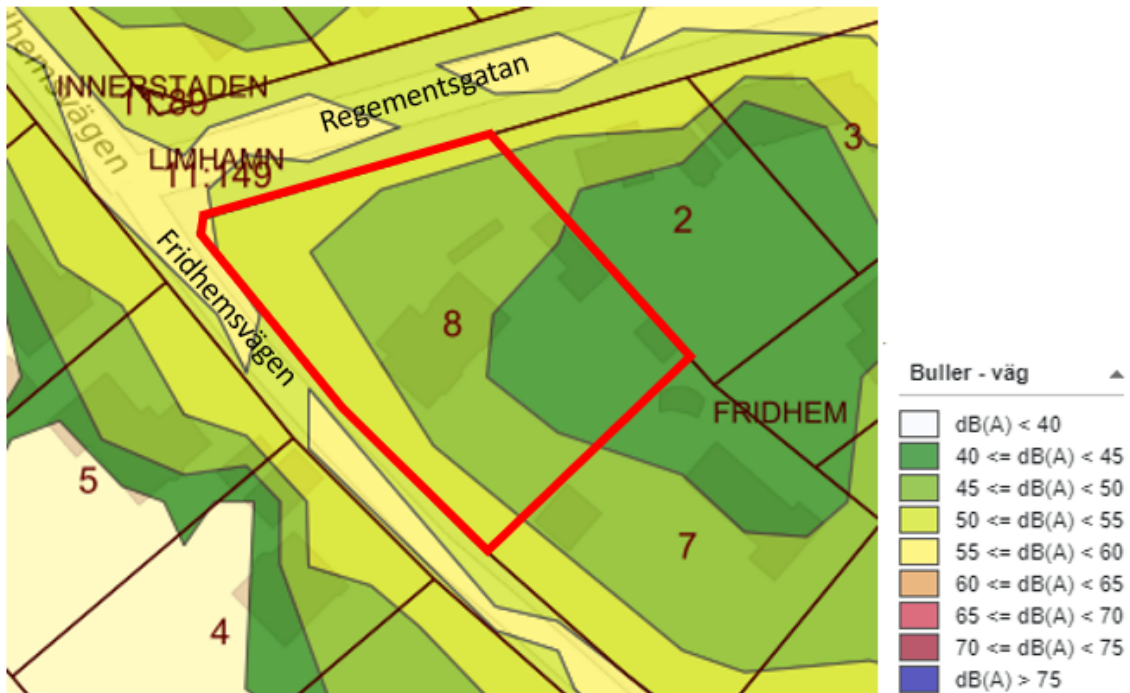 INNERSTADEN
11:89
Regementsgatan
LIMHAMN
11:149
Fridhemsvägen
3
2
8
Fridhemsvägen
FRIDHEM
5
7
4
Buller - väg
dB(A) < 40
40 <= dB(A) < 45
45 <= dB(A) < 50
50 <= dB(A) < 55
55 <= dB(A) < 60
60 <= dB(A) < 65
65 <= dB(A) < 70
70 <= dB(A) < 75
dB(A) > 75